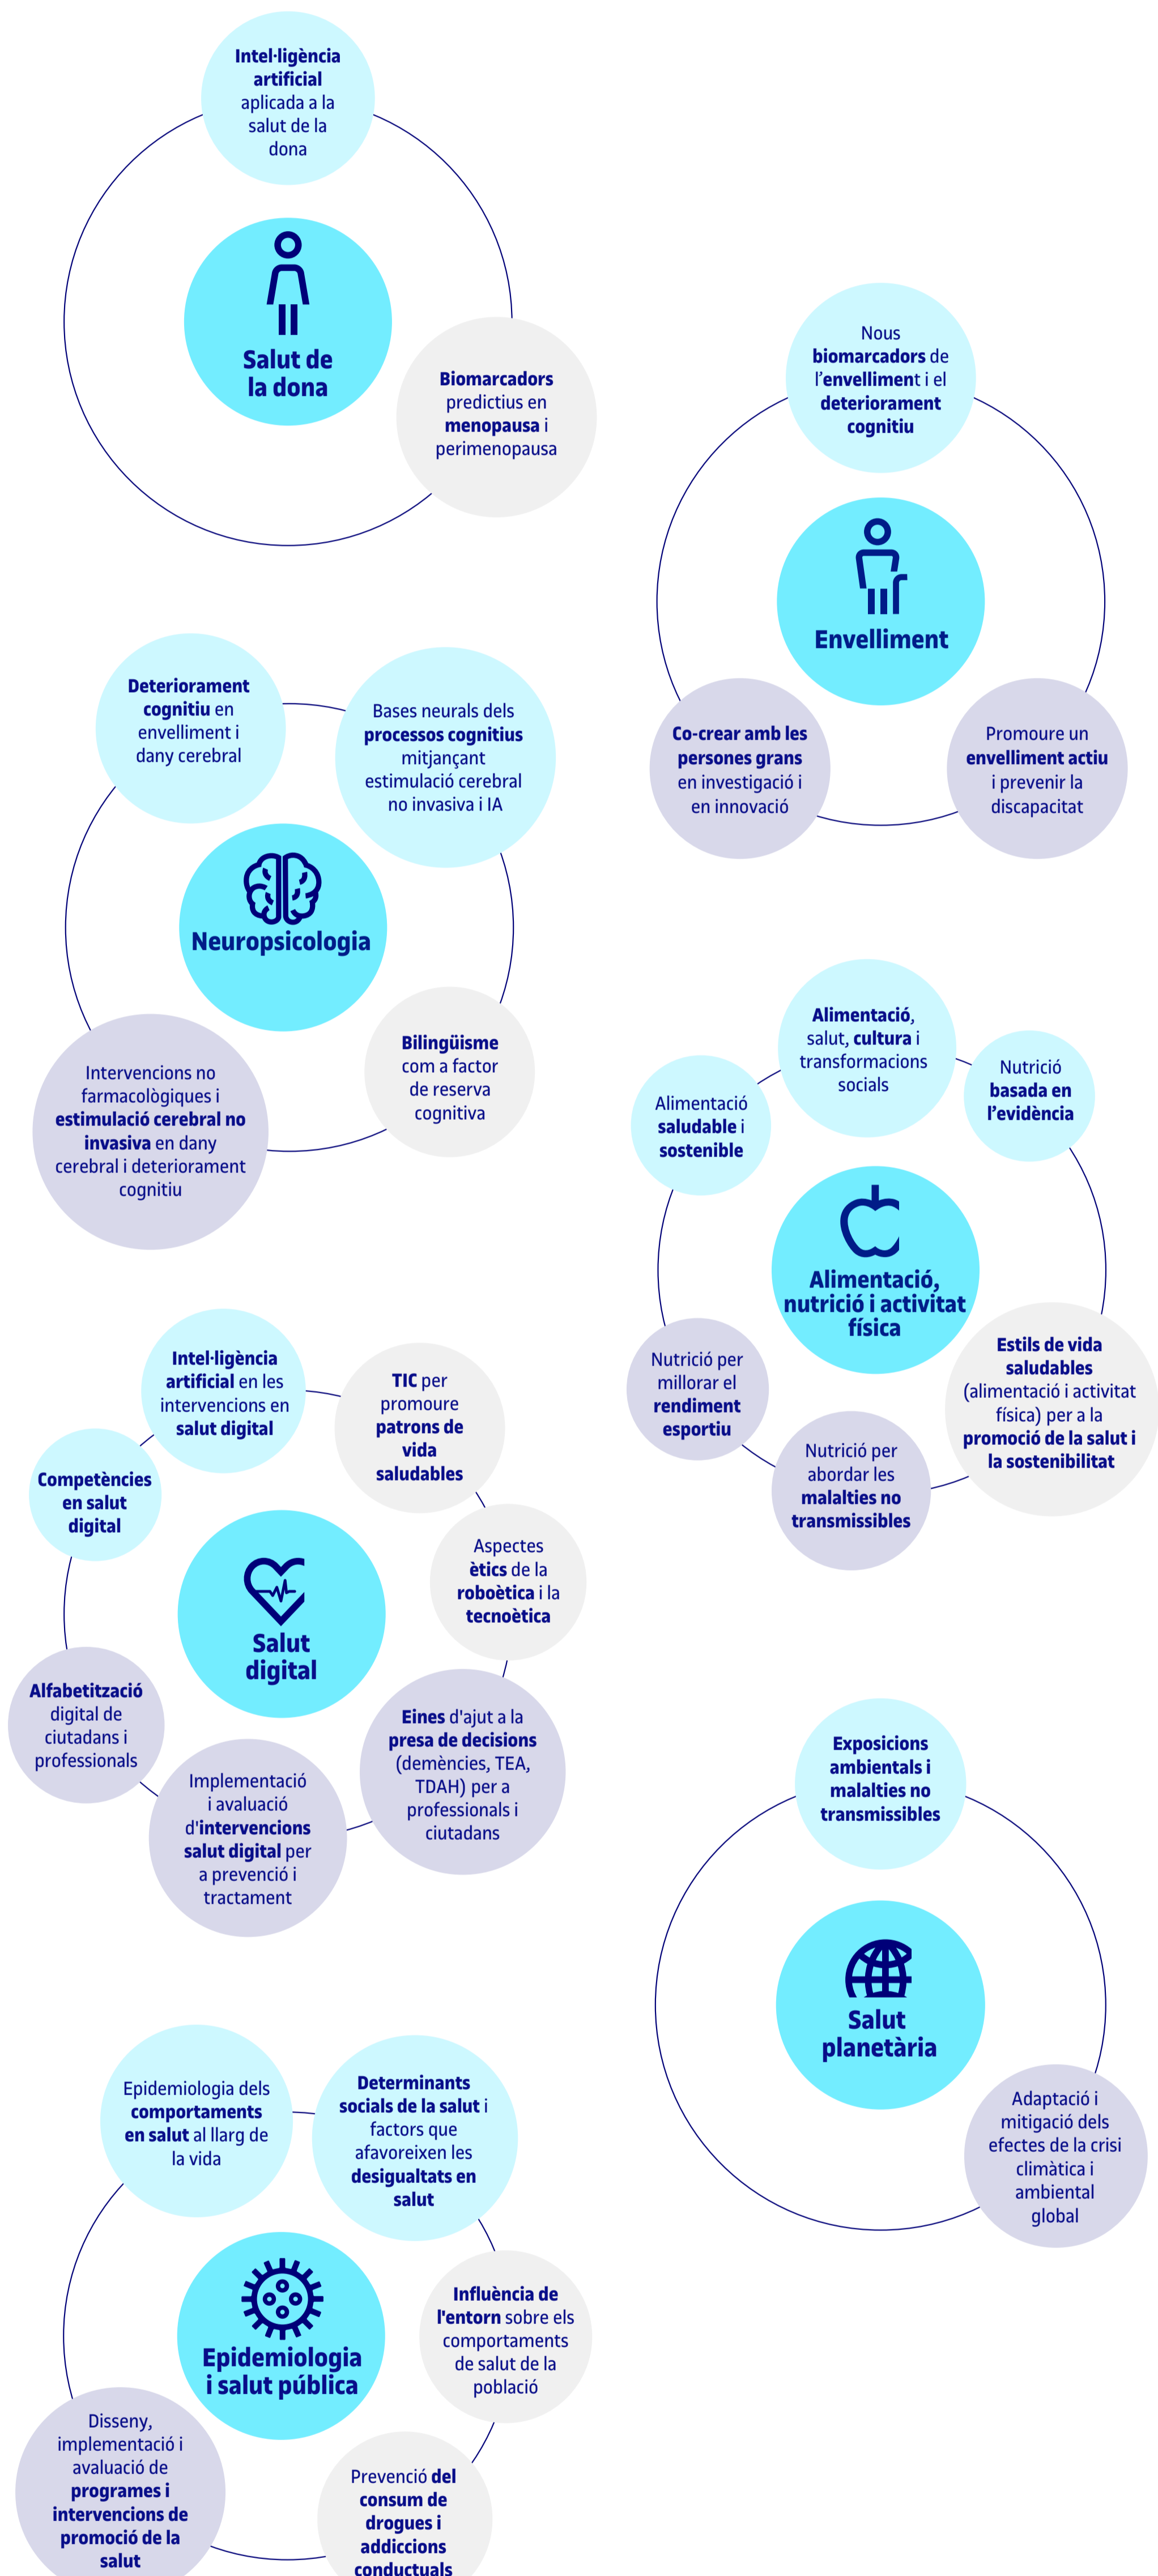 Intel·ligència
artificial
aplicada a la
salut de la
dona
Salut de
la dona
Biomarcadors
predictius en
menopausa i
perimenopausa
Nous
biomarcadors de
l’envelliment i el
deteriorament
cognitiu
Envelliment
Co-crear amb les
persones grans
en investigació i
en innovació
Promoure un
envelliment actiu
i prevenir la
discapacitat
Deteriorament
cognitiu en
envelliment i
dany cerebral
Bases neurals dels
processos cognitius
mitjançant
estimulació cerebral
no invasiva i IA
Neuropsicologia
Bilingüisme
com a factor
de reserva
cognitiva
Intervencions no
farmacològiques i
estimulació cerebral no
invasiva en dany
cerebral i deteriorament
cognitiu
Alimentació,
salut, cultura i
transformacions
socials
Nutrició
basada en
l’evidència
Alimentació
saludable i
sostenible
Alimentació,
nutrició i activitat
física
Estils de vida
saludables
(alimentació i activitat
física) per a la
promoció de la salut i
la sostenibilitat
Nutrició per
millorar el
rendiment
esportiu
Nutrició per
abordar les
malalties no
transmissibles
Intel·ligència
artificial en les
intervencions en
salut digital
TIC per
promoure
patrons de
vida
saludables
Competències
en salut
digital
Aspectes
ètics de la
roboètica i la
tecnoètica
Salut
digital
Alfabetització
digital de
ciutadans i
professionals
Eines d'ajut a la
presa de decisions
(demències, TEA,
TDAH) per a
professionals i
ciutadans
Implementació
i avaluació
d'intervencions
salut digital per
a prevenció i
tractament
Exposicions
ambientals i
malalties no
transmissibles
Salut
planetària
Adaptació i
mitigació dels
efectes de la crisi
climàtica i
ambiental
global
Epidemiologia dels
comportaments
en salut al llarg de
la vida
Determinants
socials de la salut i
factors que
afavoreixen les
desigualtats en
salut
Influència de
l'entorn sobre els
comportaments
de salut de la
població
Epidemiologia
i salut pública
Disseny,
implementació i
avaluació de
programes i
intervencions de
promoció de la
salut
Prevenció del
consum de
drogues i
addiccions
conductuals